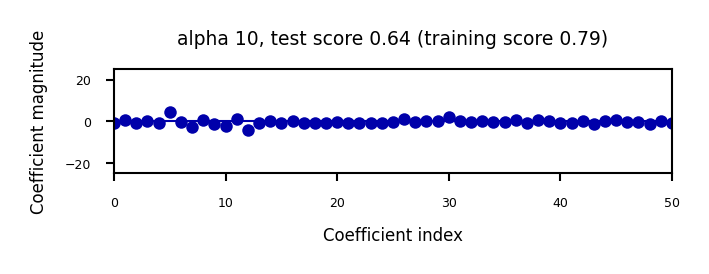 alpha 10, test score 0.64 (training score 0.79)
Coefficient magnitude
20
0
−20
0 10 20 30 40 50
Coefficient index